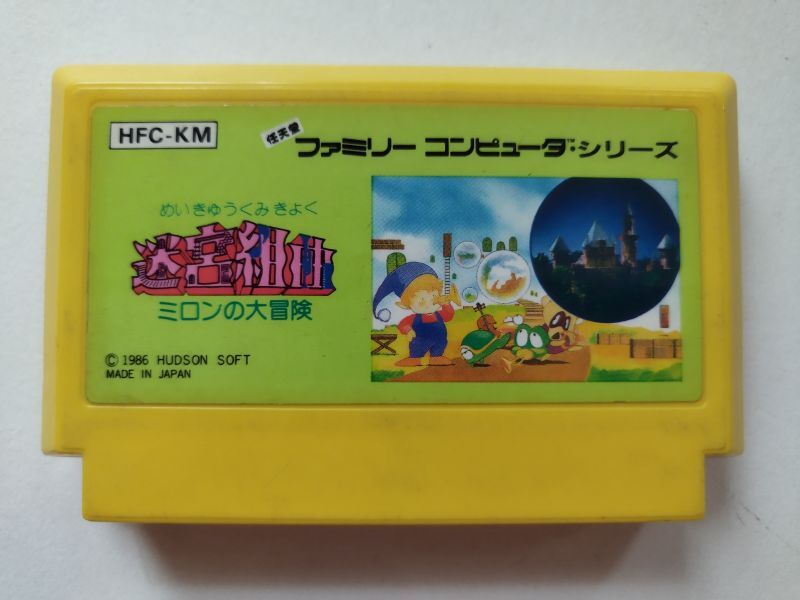 HFC-KM
任天堂
ファミリー コンピュータ™シリーズ
めいきゅうくみきょく
迷宮組曲
ミロンの大冒険
© 1986 HUDSON SOFT
MADE IN JAPAN